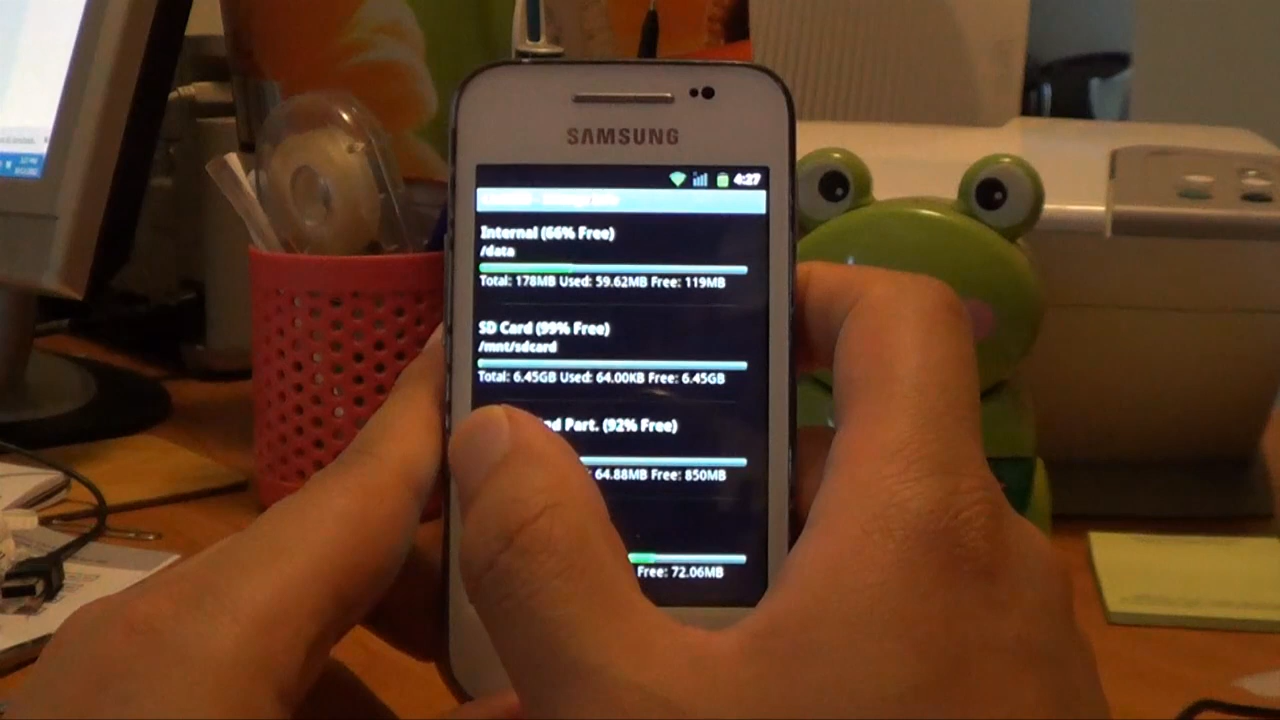 SAMSUNG
4:27
Internal (66% Free)
/data
Total: 178MB Used: 59.62MB Free: 119MB
SD Card (99% Free)
/mnt/sdcard
Total: 6.45GB Used: 64.00KB Free: 6.45GB
Part. (92% Free)
64.88MB Free: 850MB
Free: 72.06MB